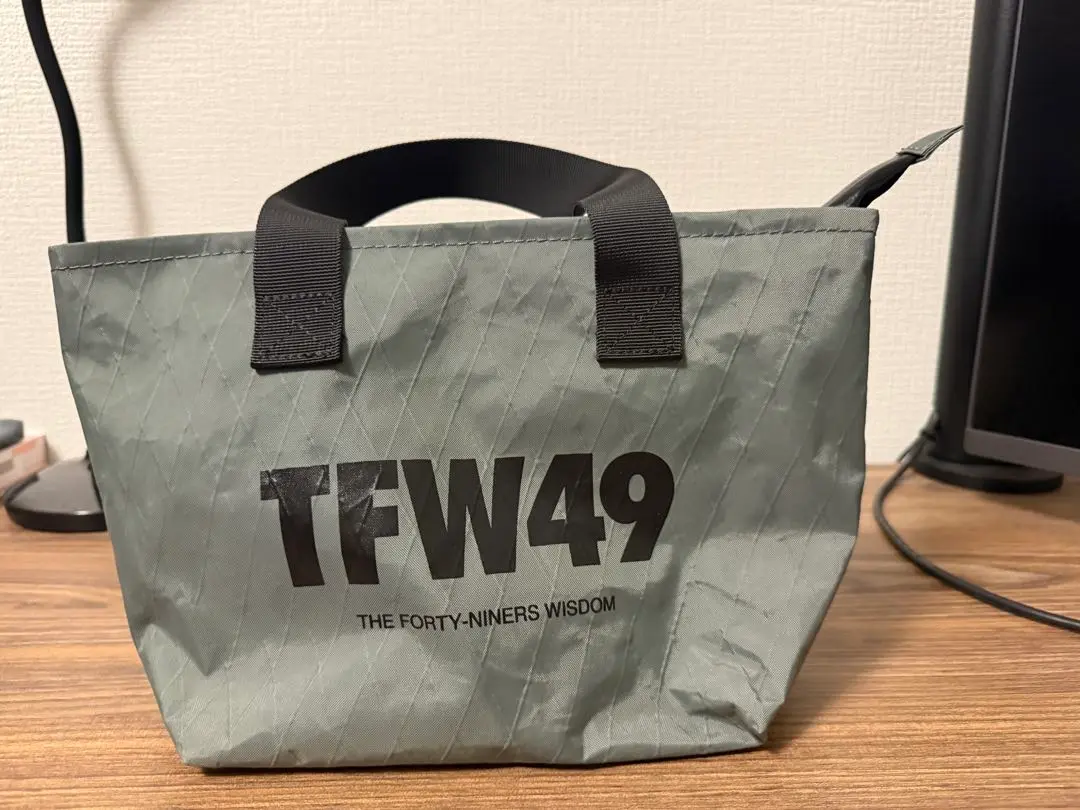 TFW49
THE FORTY-NINERS WISDOM